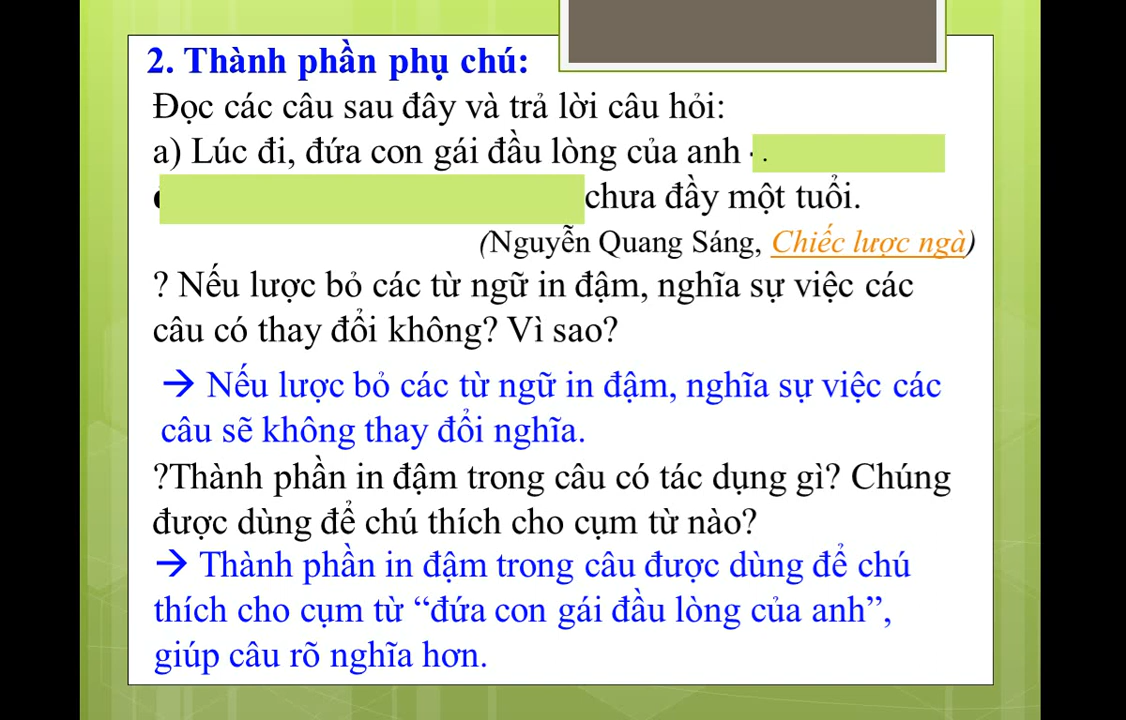 2. Thành phần phụ chú:
Đọc các câu sau đây và trả lời câu hỏi:
a) Lúc đi, đứa con gái đầu lòng của anh
chưa đầy một tuổi.
(Nguyễn Quang Sáng, Chiếc lược ngà)
? Nếu lược bỏ các từ ngữ in đậm, nghĩa sự việc các
câu có thay đổi không? Vì sao?
→ Nếu lược bỏ các từ ngữ in đậm, nghĩa sự việc các
câu sẽ không thay đổi nghĩa.
?Thành phần in đậm trong câu có tác dụng gì? Chúng
được dùng để chú thích cho cụm từ nào?
→ Thành phần in đậm trong câu được dùng để chú
thích cho cụm từ “đứa con gái đầu lòng của anh”,
giúp câu rõ nghĩa hơn.